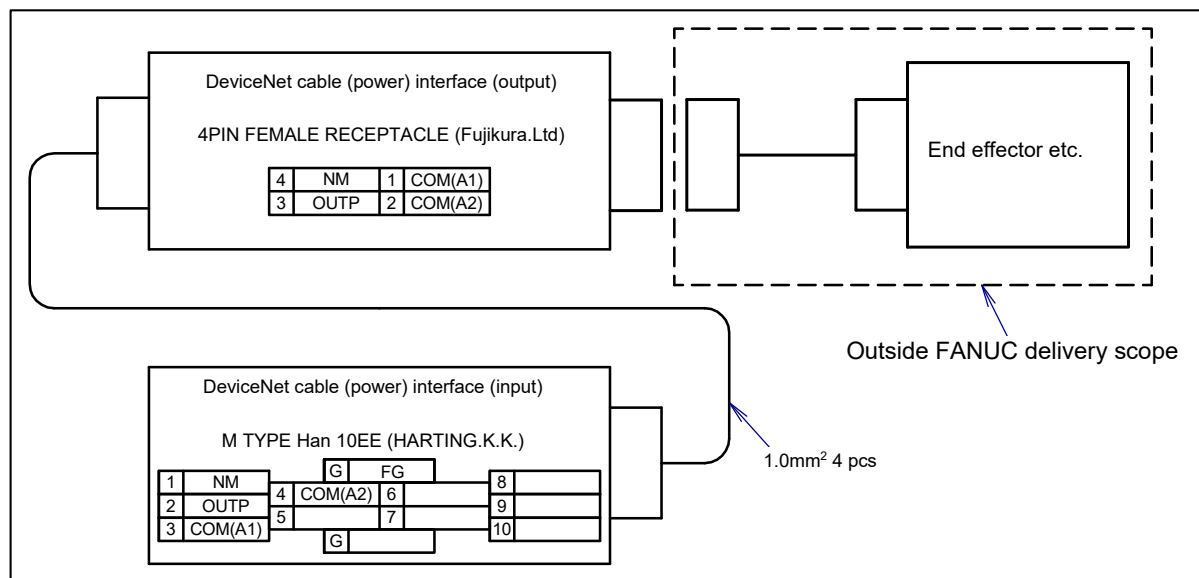 DeviceNet cable (power) interface (output)
4PIN FEMALE RECEPTACLE (Fujikura.Ltd)
4 NM 1 COM(A1)
3 OUTP 2 COM(A2)
End effector etc.
Outside FANUC delivery scope
DeviceNet cable (power) interface (input)
M TYPE Han 10EE (HARTING.K.K.)
G FG
1 NM
2 OUTP
3 COM(A1)
4 COM(A2) 6
5 7
8
9
10
G
1.0mm² 4 pcs